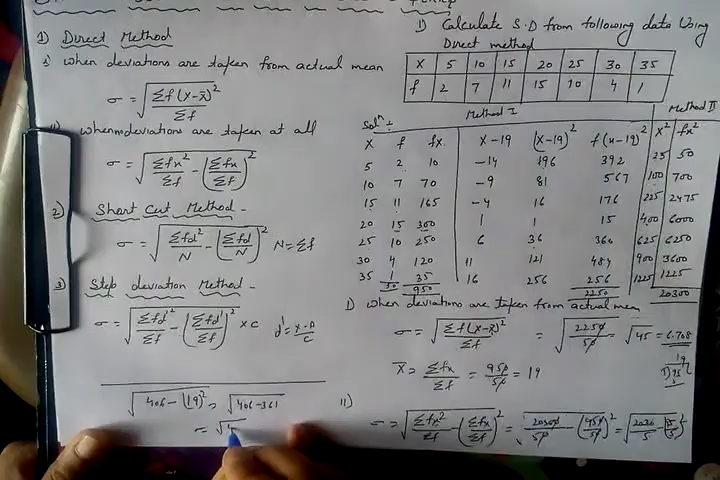 1) Direct Method
i) when deviations are taken from actual mean
σ = √(Σf(x-x̄)² / Σf)
ii) when no deviations are taken at all
σ = √(Σfx²/Σf - (Σfx/Σf)²)
2) Short Cut Method -
σ = √(Σfd²/N - (Σfd/N)²) N = Σf
3) Step deviation Method -
σ = √(Σfd'²/Σf - (Σfd'/Σf)²) x C d' = x-A/C
√406 - (19)² = √406-361
= √
1) Calculate S.D from following data Using
Direct method
X 5 10 15 20 25 30 35
f 2 7 11 15 10 4 1
Method I Method II
Solⁿ :-
X f fx X-19 (X-19)² f(x-19)² X² fx²
5 2 10 -14 196 392 25 50
10 7 70 -9 81 567 100 700
15 11 165 -4 16 176 225 2475
20 15 300 1 1 15 400 6000
25 10 250 6 36 360 625 6250
30 4 120 11 121 484 900 3600
35 1 35 16 256 256 1225 1225
50 950 2250 20300
I) when deviations are taken from actual mean
σ = √(Σf(x-x̄)² / Σf) = √(2250/50) = √45 = 6.708
X̄ = Σfx/Σf = 950/50 = 19
II)
σ = √(Σfx²/Σf - (Σfx/Σf)²) = √(20300/50 - (950/50)²) = √(2030/5 - (95/5)²)